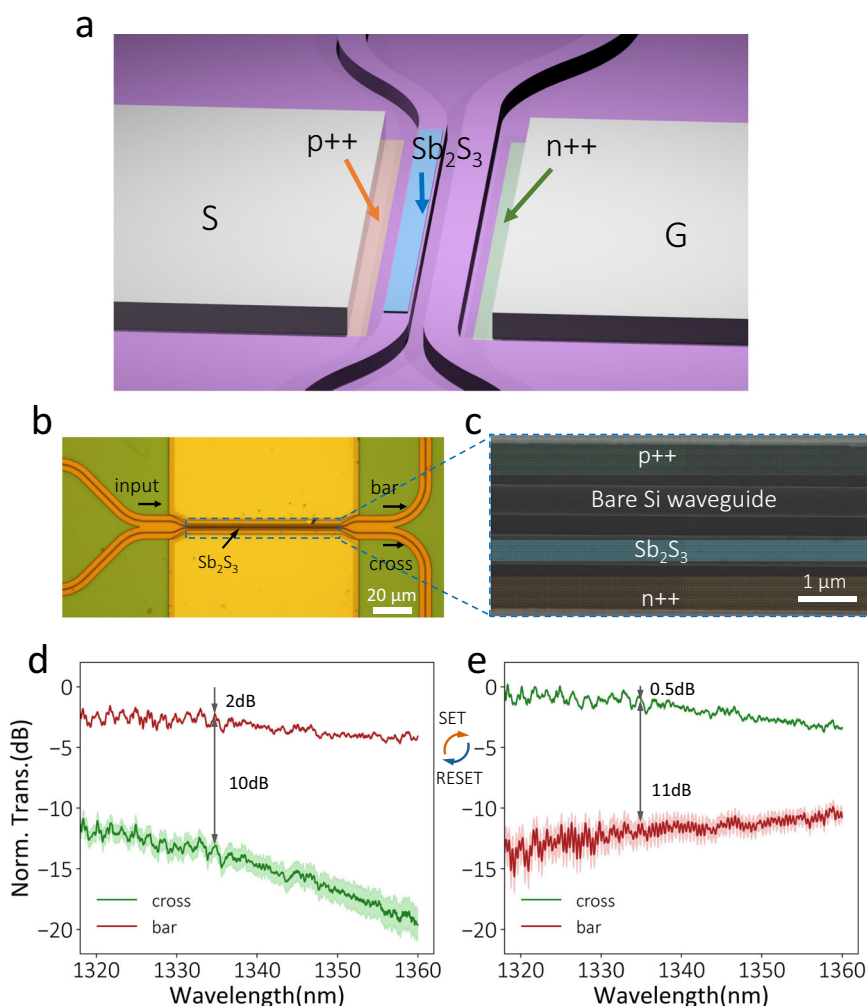 a
p++
Sb₂S₃
n++
S
G
b
input
bar
Sb₂S₃
cross
20 μm
c
p++
Bare Si waveguide
Sb₂S₃
n++
1 μm
d
Norm. Trans.(dB)
0
−5
−10
−15
−20
2dB
10dB
cross
bar
1320 1330 1340 1350 1360
Wavelength(nm)
SET
RESET
e
0
−5
−10
−15
−20
0.5dB
11dB
cross
bar
1320 1330 1340 1350 1360
Wavelength(nm)